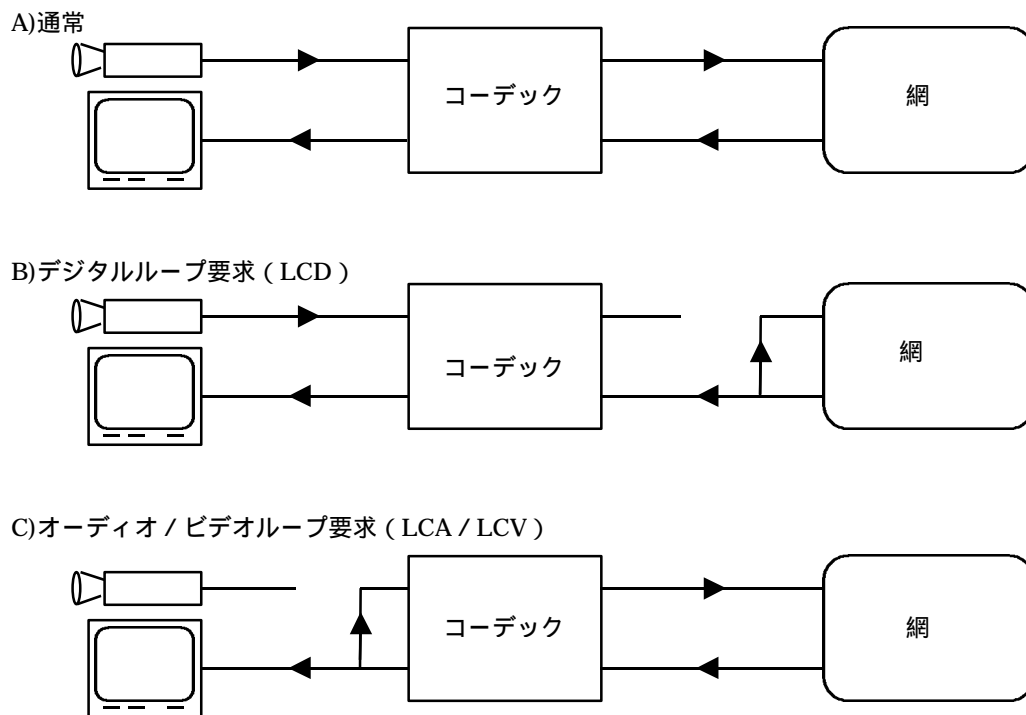 A)通常
コーデック
網
B)デジタルループ要求（LCD）
コーデック
網
C)オーディオ／ビデオループ要求（LCA／LCV）
コーデック
網